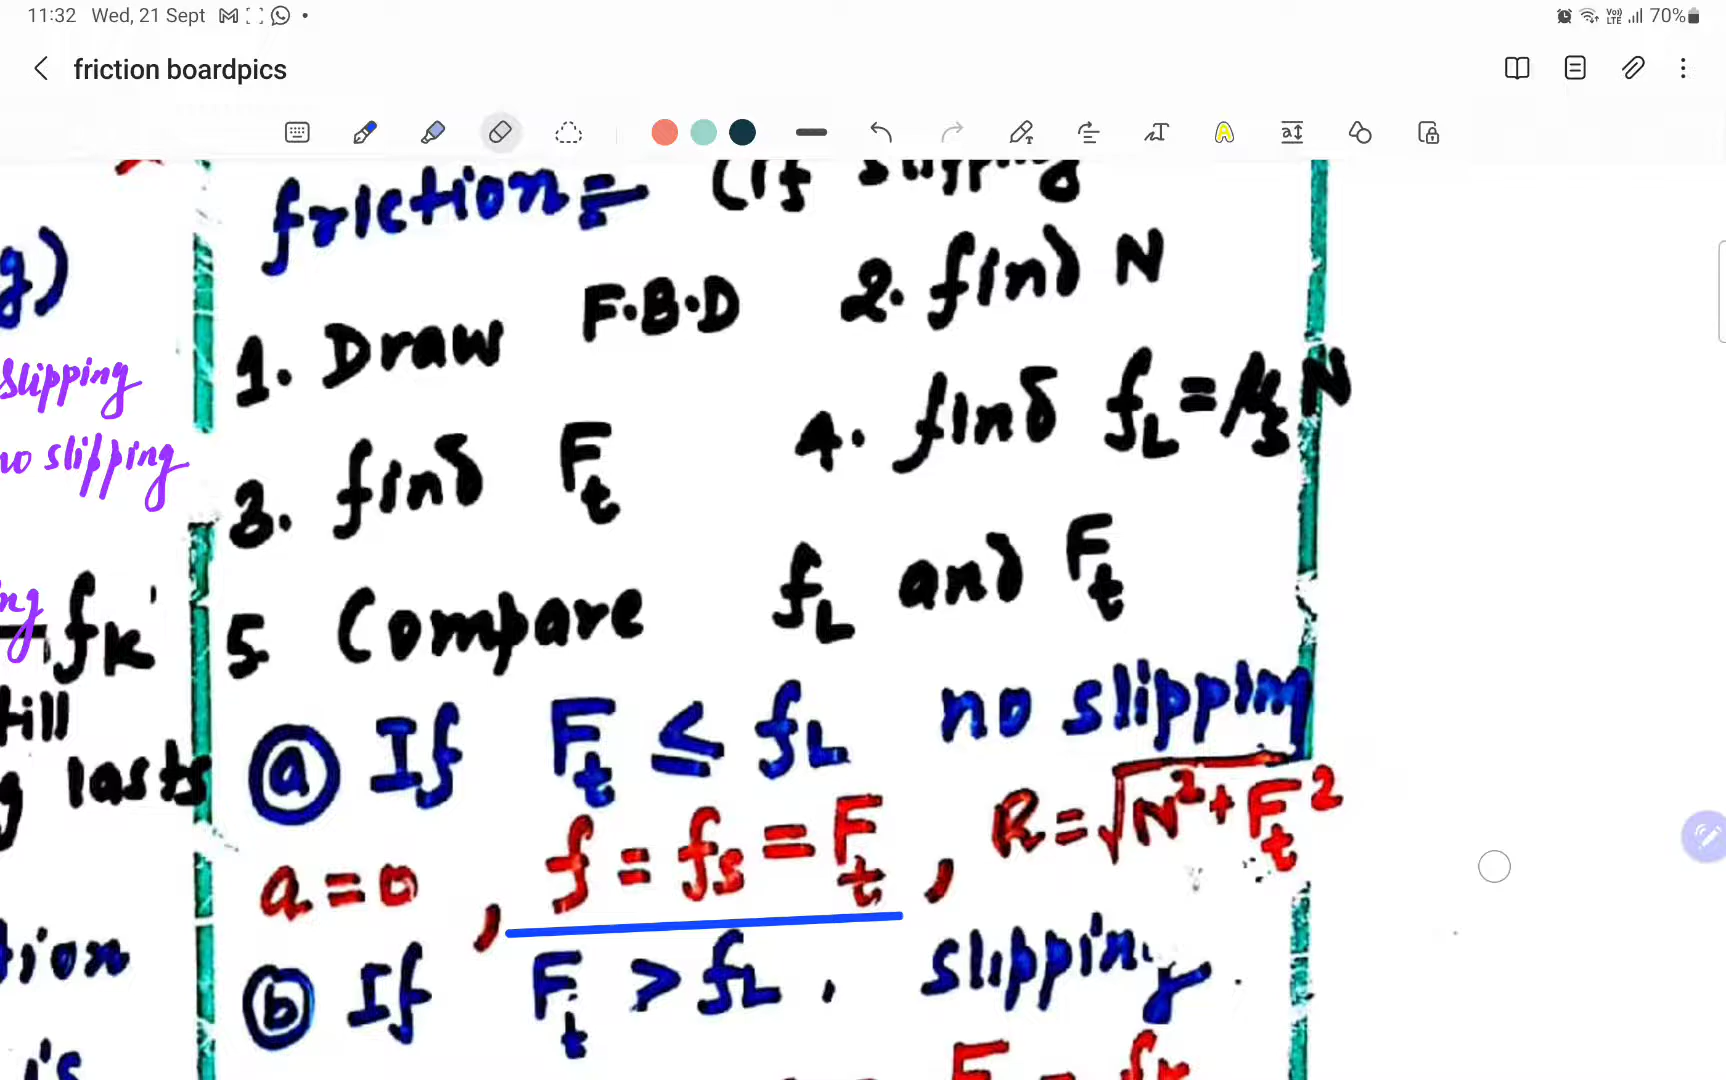 11:32 Wed, 21 Sept 70%
friction boardpics
friction = (If slipping
g)
1. Draw F.B.D 2. find N
slipping
no slipping
3. find Ft 4. find fL = μs N
5 Compare fL and Ft
fK
ⓐ If Ft ≤ fL no slipping
lasts
a = 0 , f = fs = Ft , R = √N² + Ft²
ⓑ If Ft > fL , slipping.